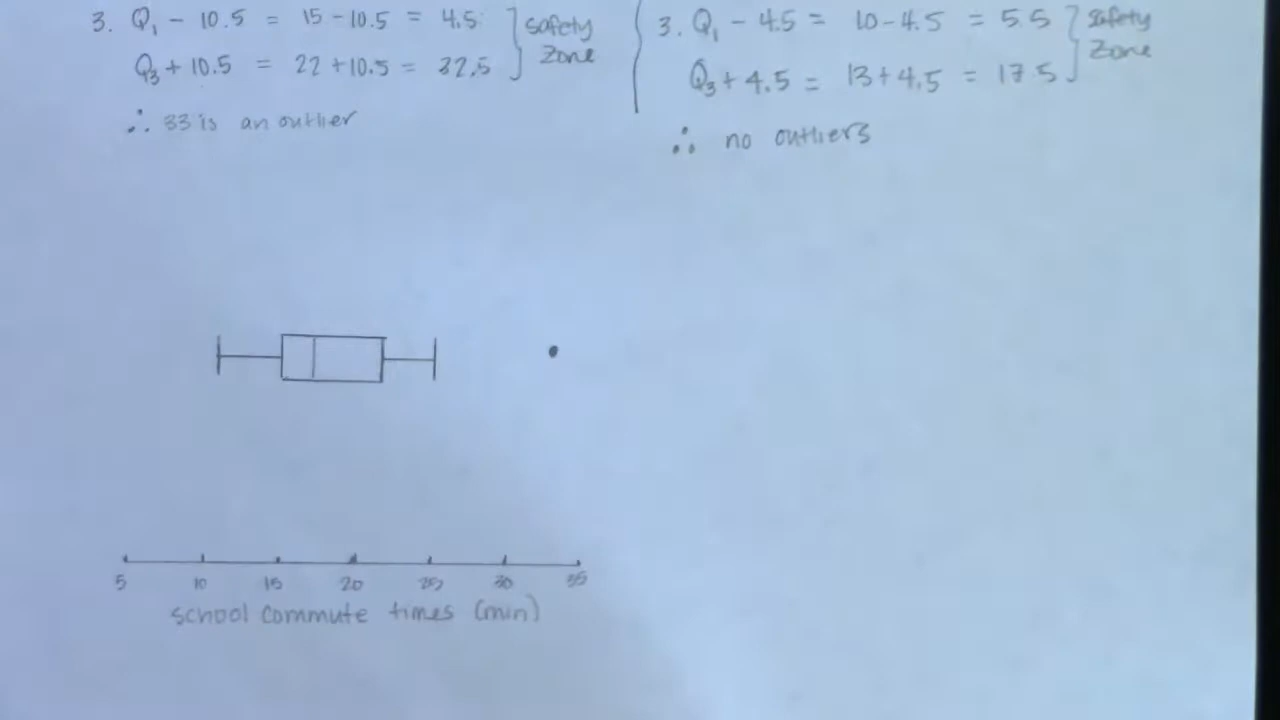 3. Q₁ - 10.5 = 15 - 10.5 = 4.5
Q₃ + 10.5 = 22 + 10.5 = 32.5
safety
zone
∴ 33 is an outlier
3. Q₁ - 4.5 = 10 - 4.5 = 5.5
Q₃ + 4.5 = 13 + 4.5 = 17.5
safety
zone
∴ no outliers
5 10 15 20 25 30 35
school commute times (min)